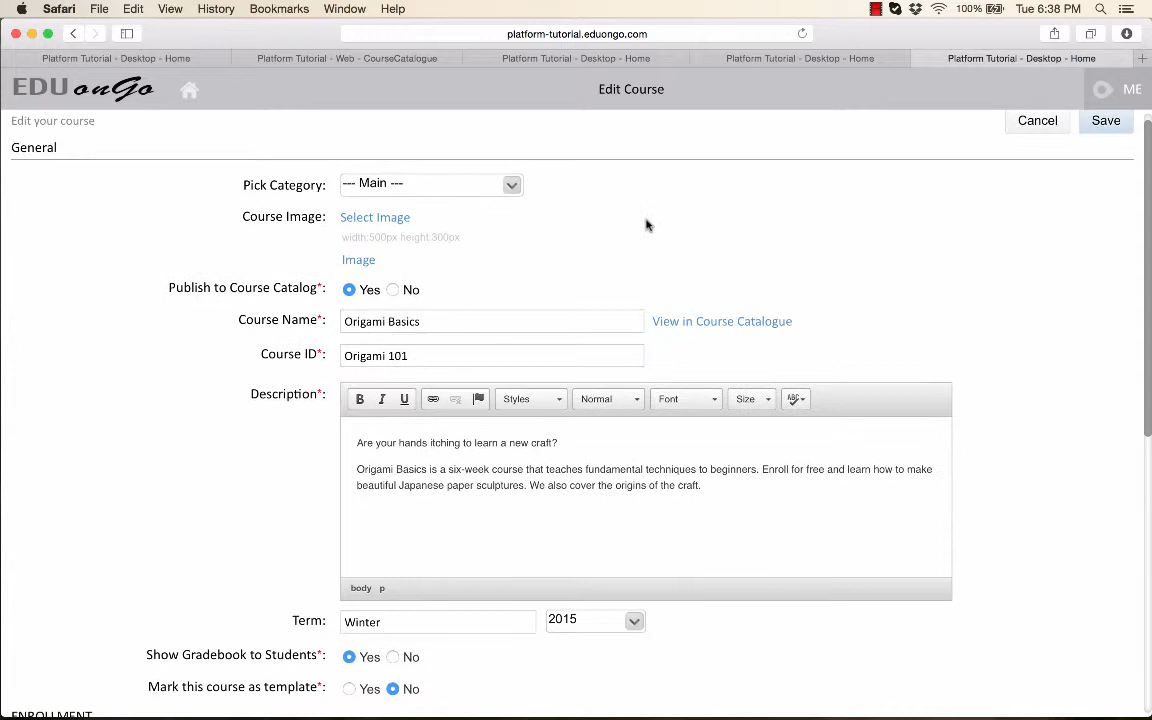 Safari File Edit View History Bookmarks Window Help 100% Tue 6:38 PM
platform-tutorial.eduongo.com
Platform Tutorial - Desktop - Home Platform Tutorial - Web - CourseCatalogue Platform Tutorial - Desktop - Home Platform Tutorial - Desktop - Home Platform Tutorial - Desktop - Home
EDU onGo Edit Course ME
Edit your course Cancel Save
General
Pick Category: --- Main ---
Course Image: Select Image
width:500px height:300px
Image
Publish to Course Catalog*: Yes No
Course Name*: Origami Basics View in Course Catalogue
Course ID*: Origami 101
Description*: B I U Styles Normal Font Size ABC
Are your hands itching to learn a new craft?
Origami Basics is a six-week course that teaches fundamental techniques to beginners. Enroll for free and learn how to make
beautiful Japanese paper sculptures. We also cover the origins of the craft.
body p
Term: Winter 2015
Show Gradebook to Students*: Yes No
Mark this course as template*: Yes No
ENROLLMENT